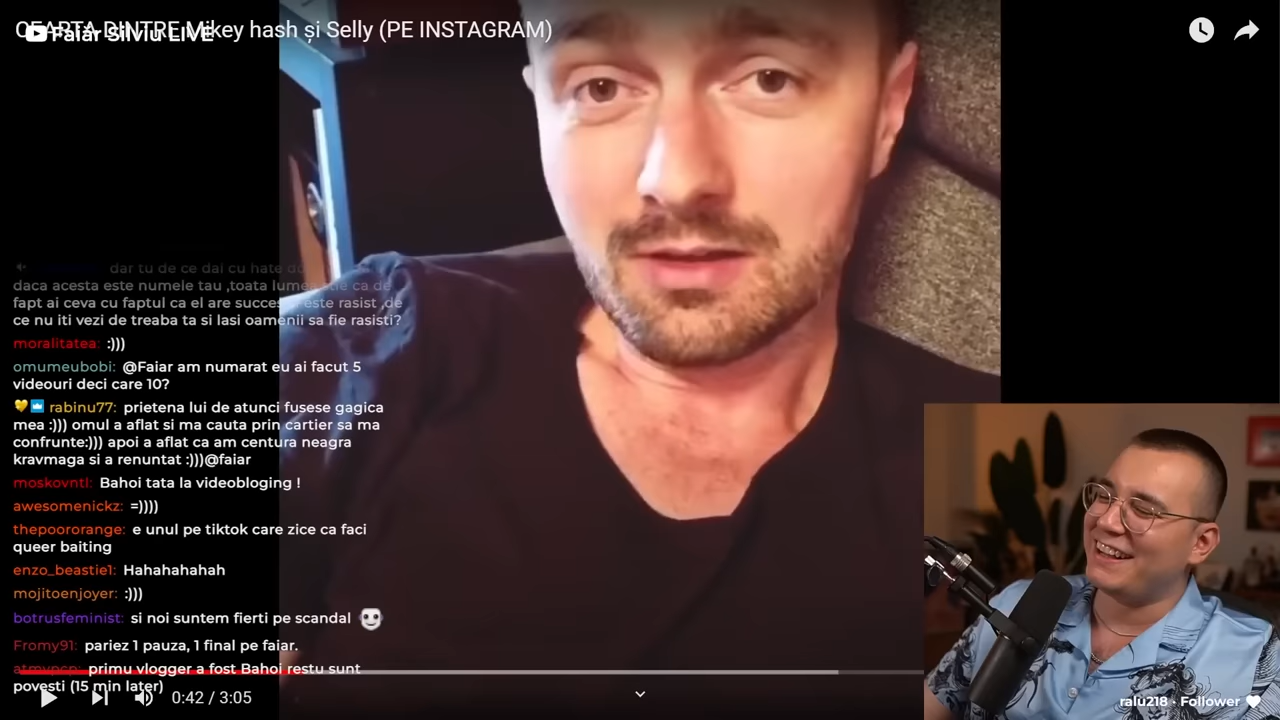 CEARTA DINTRE Mikey hash și Selly (PE INSTAGRAM)
Faiar Silviu LIVE
dar tu de ce dai cu hate
daca acesta este numele tau ,toata lumea stie ca de
fapt ai ceva cu faptul ca el are succes si este rasist ,de
ce nu iti vezi de treaba ta si lasi oamenii sa fie rasisti?
moralitatea: :)))
omumeubobi: @Faiar am numarat eu ai facut 5
videouri deci care 10?
rabinu77: prietena lui de atunci fusese gagica
mea :))) omul a aflat si ma cauta prin cartier sa ma
confrunte:))) apoi a aflat ca am centura neagra
kravmaga si a renuntat :)))@faiar
moskovntl: Bahoi tata la videobloging !
awesomenickz: =))))
thepoororange: e unul pe tiktok care zice ca faci
queer baiting
enzo_beastie1: Hahahahahah
mojitoenjoyer: :)))
botrusfeminist: si noi suntem fierti pe scandal
Fromy91: pariez 1 pauza, 1 final pe faiar.
atmvpcp: primu vlogger a fost Bahoi restu sunt
povesti (15 min later)
0:42 / 3:05
ralu218 · Follower